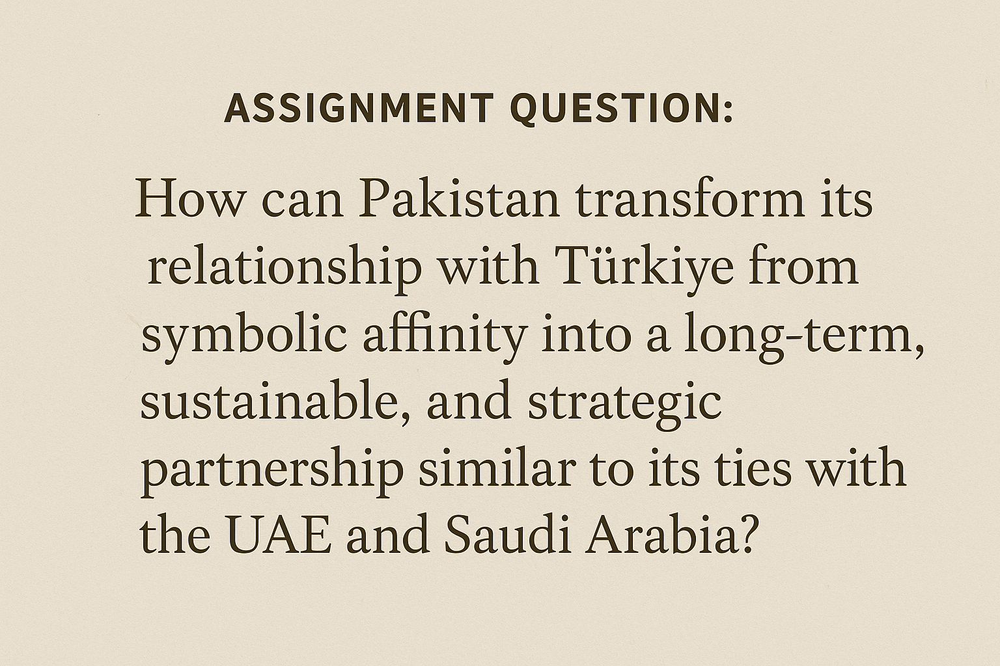 ASSIGNMENT QUESTION:
How can Pakistan transform its
relationship with Türkiye from
symbolic affinity into a long-term,
sustainable, and strategic
partnership similar to its ties with
the UAE and Saudi Arabia?